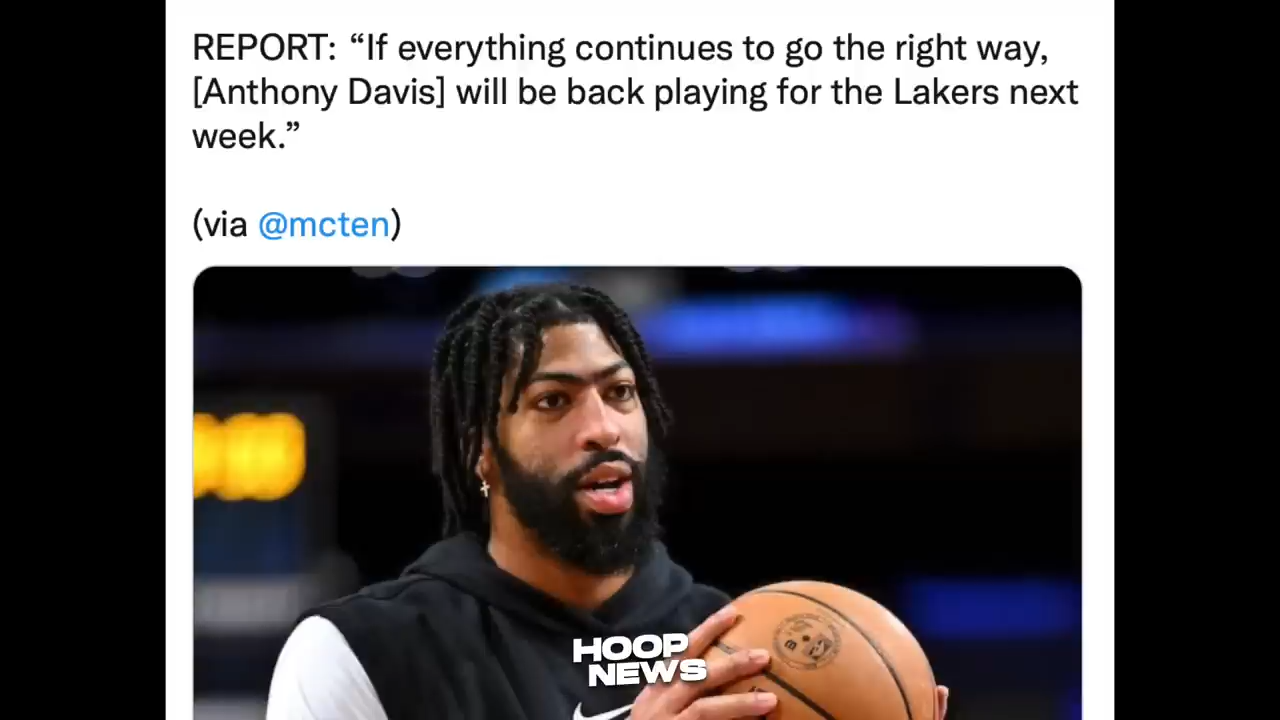 REPORT: “If everything continues to go the right way,
[Anthony Davis] will be back playing for the Lakers next
week.”
(via @mcten)
HOOP
NEWS